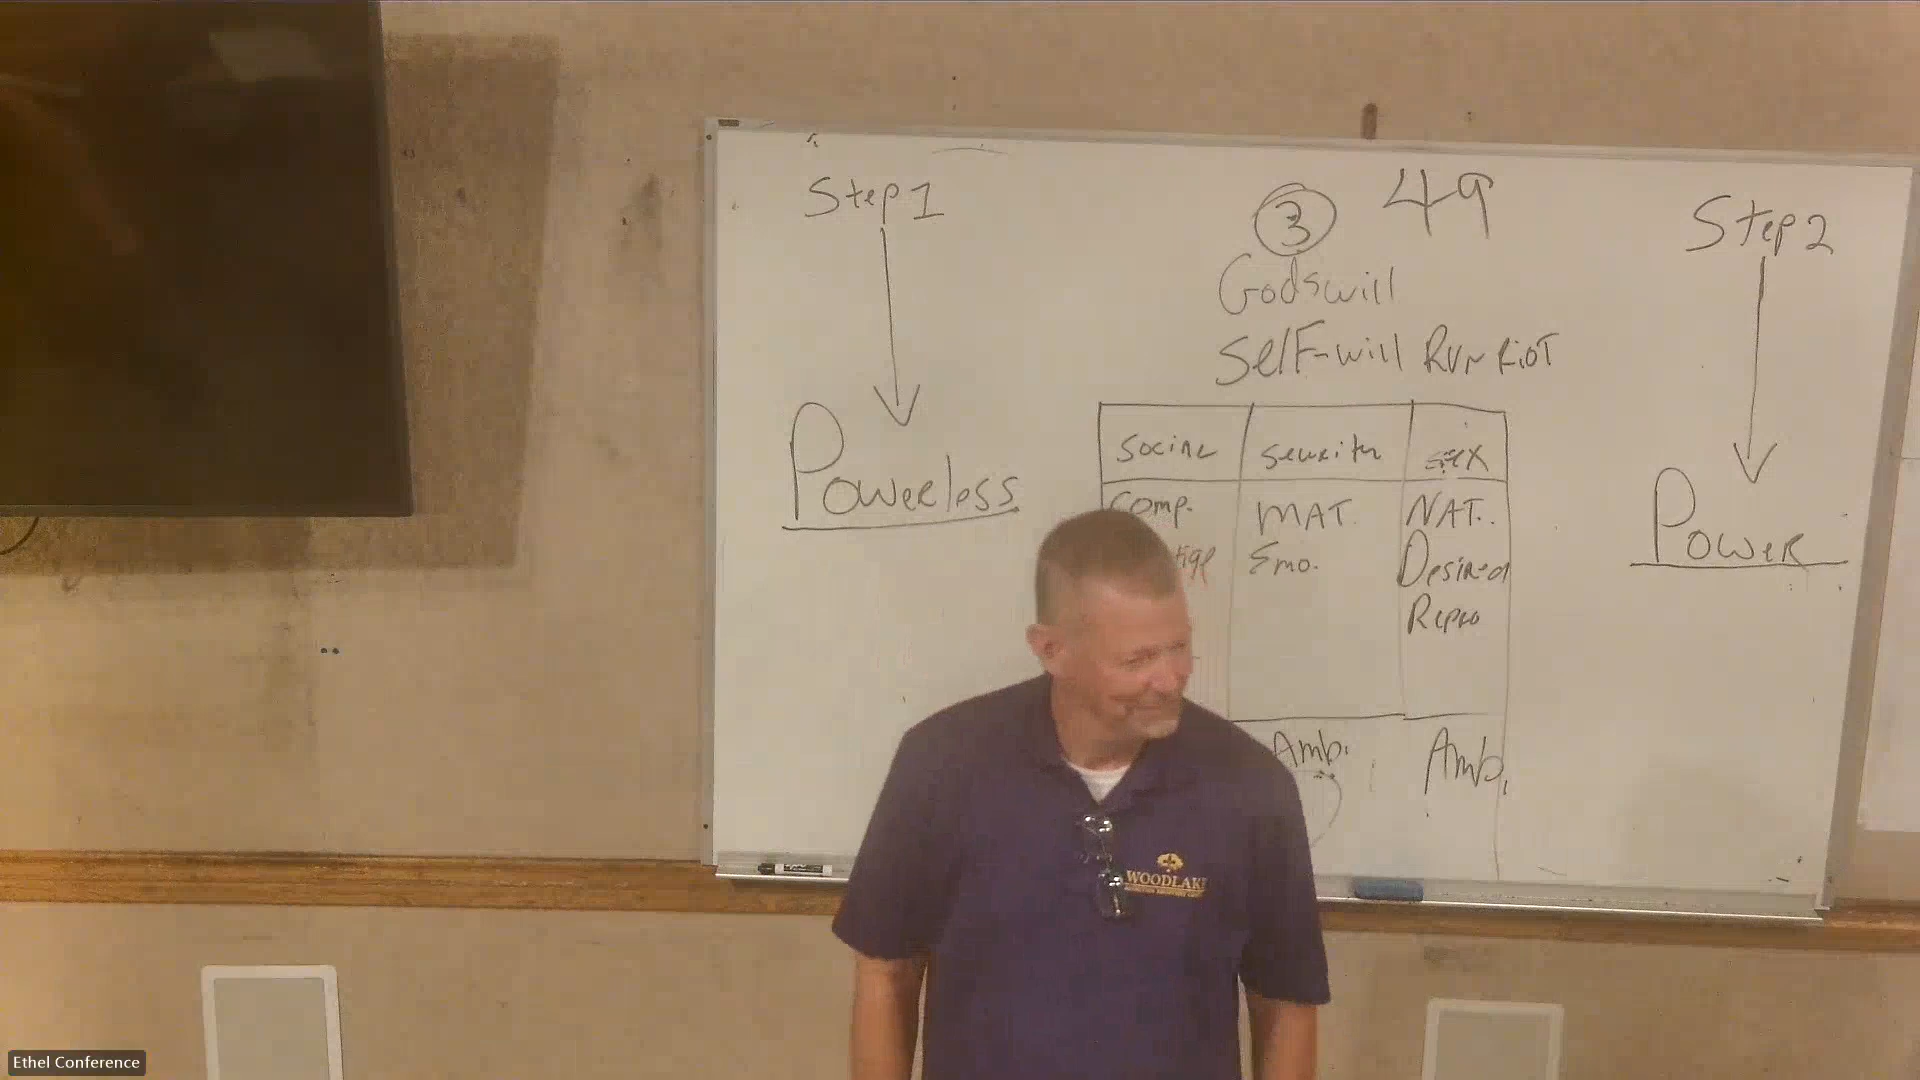 Step 1
Powerless
③ 49
Godswill
Self-will Run RioT
Social security sex
Comp. MAT. NAT.
Emo. Desired
Repro
Amb. Amb.
Step 2
Power
WOODLAKE
Ethel Conference